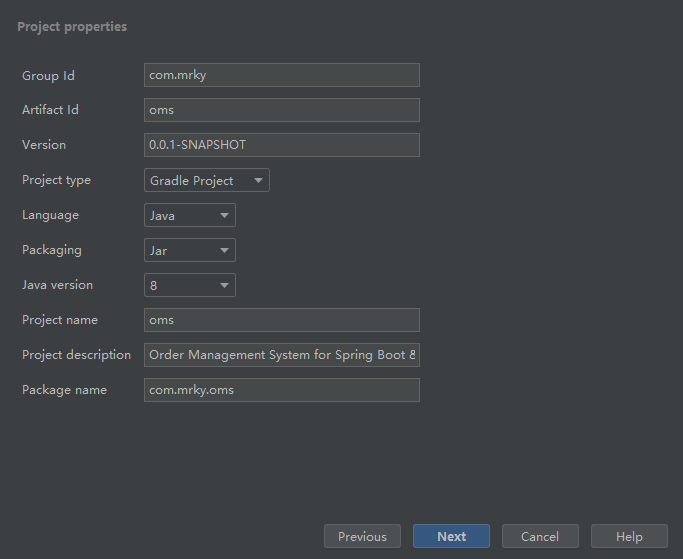 Project properties
Group Id com.mrky
Artifact Id oms
Version 0.0.1-SNAPSHOT
Project type Gradle Project
Language Java
Packaging Jar
Java version 8
Project name oms
Project description Order Management System for Spring Boot &
Package name com.mrky.oms
Previous Next Cancel Help